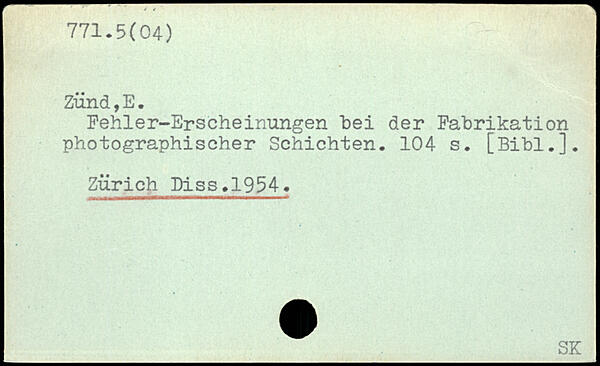 771.5(04)
Zünd,E.
Fehler-Erscheinungen bei der Fabrikation
photographischer Schichten. 104 s. [Bibl.].
Zürich Diss.1954.
SK